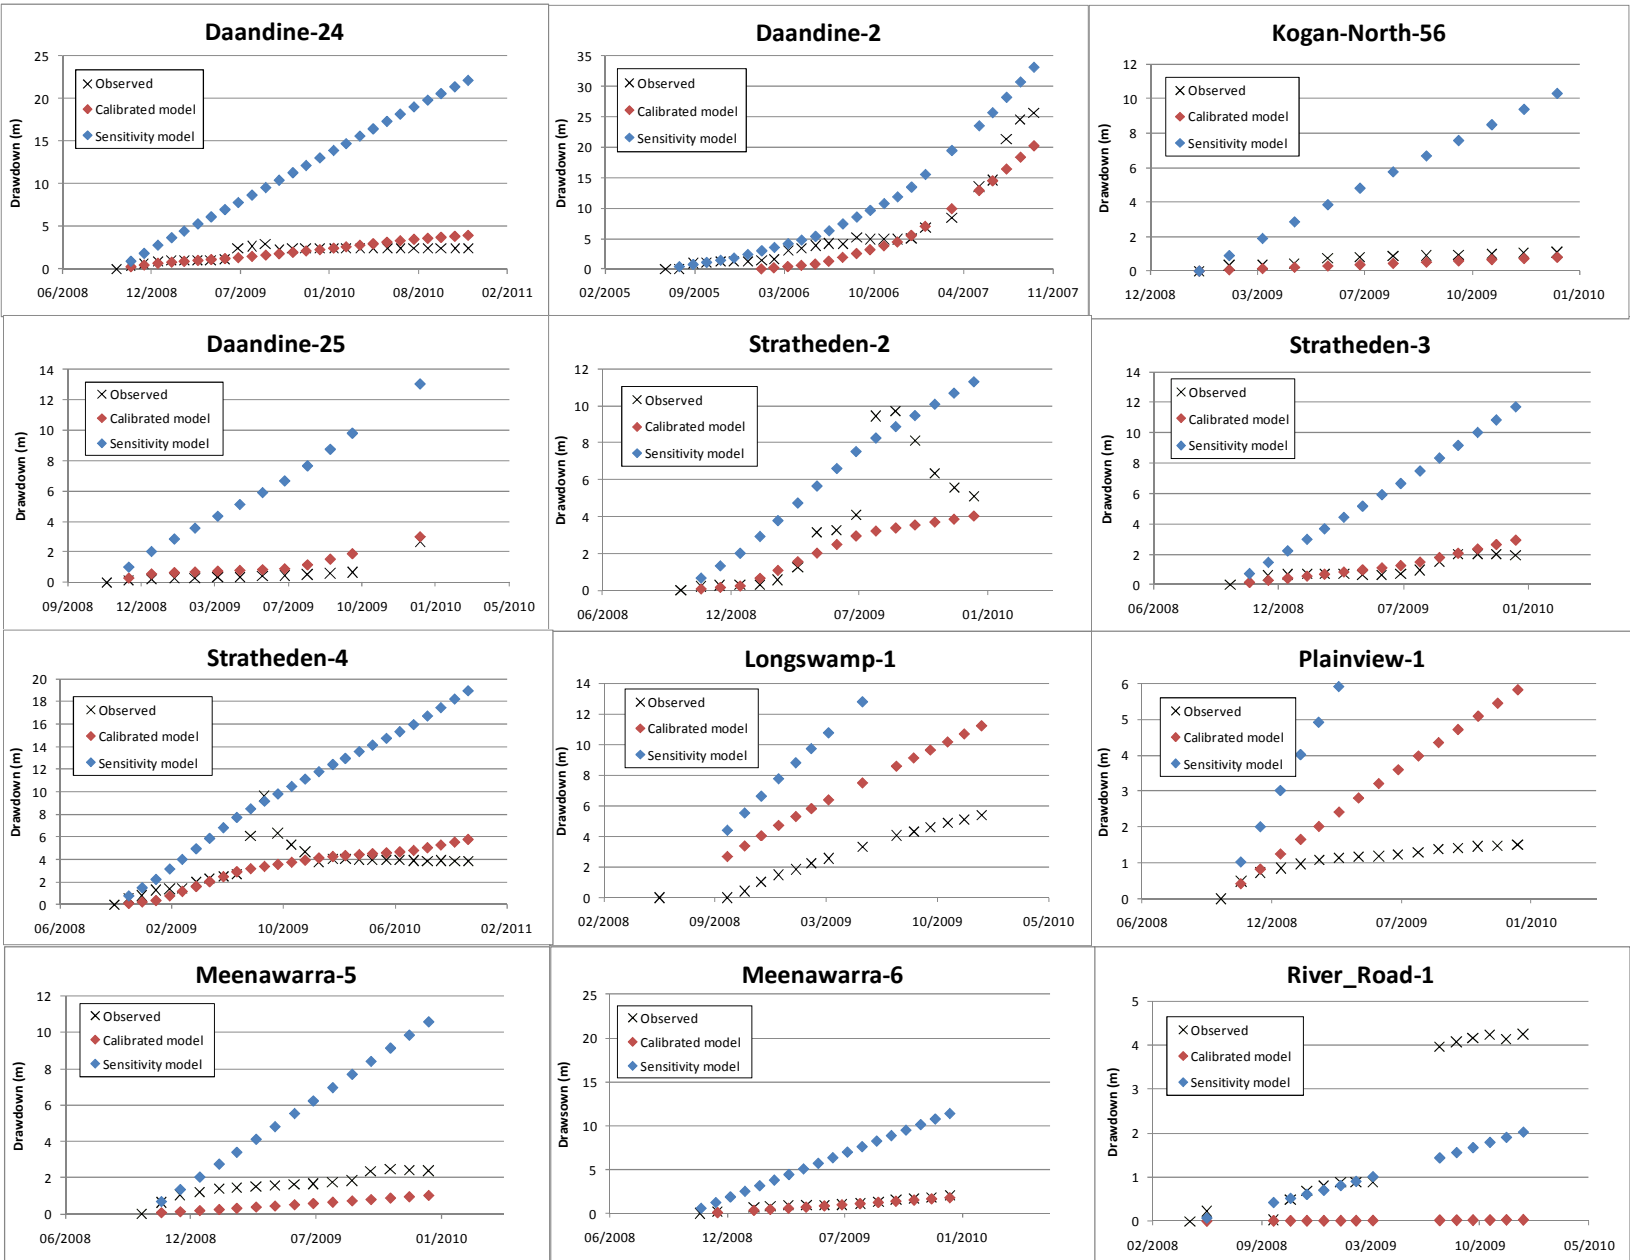 Daandine-24
25
20
15
10
5
0
06/2008 12/2008 07/2009 01/2010 08/2010 02/2011
Drawdown (m)
Observed
Calibrated model
Sensitivity model
Daandine-2
35
30
25
20
15
10
5
0
02/2005 09/2005 03/2006 10/2006 04/2007 11/2007
Drawdown (m)
Observed
Calibrated model
Sensitivity model
Kogan-North-56
12
10
8
6
4
2
0
12/2008 03/2009 07/2009 10/2009 01/2010
Drawdown (m)
Observed
Calibrated model
Sensitivity model
Daandine-25
14
12
10
8
6
4
2
0
09/2008 12/2008 03/2009 07/2009 10/2009 01/2010 05/2010
Drawdown (m)
Observed
Calibrated model
Sensitivity model
Stratheden-2
12
10
8
6
4
2
0
06/2008 12/2008 07/2009 01/2010
Drawdown (m)
Observed
Calibrated model
Sensitivity model
Stratheden-3
14
12
10
8
6
4
2
0
06/2008 12/2008 07/2009 01/2010
Drawdown (m)
Observed
Calibrated model
Sensitivity model
Stratheden-4
20
18
16
14
12
10
8
6
4
2
0
06/2008 02/2009 10/2009 06/2010 02/2011
Drawdown (m)
Observed
Calibrated model
Sensitivity model
Longswamp-1
14
12
10
8
6
4
2
0
02/2008 09/2008 03/2009 10/2009 05/2010
Drawdown (m)
Observed
Calibrated model
Sensitivity model
Plainview-1
6
5
4
3
2
1
0
06/2008 12/2008 07/2009 01/2010
Drawdown (m)
Observed
Calibrated model
Sensitivity model
Meenawarra-5
12
10
8
6
4
2
0
06/2008 12/2008 07/2009 01/2010
Drawdown (m)
Observed
Calibrated model
Sensitivity model
Meenawarra-6
25
20
15
10
5
0
06/2008 12/2008 07/2009 01/2010
Drawsown (m)
Observed
Calibrated model
Sensitivity model
River_Road-1
5
4
3
2
1
0
02/2008 09/2008 03/2009 10/2009 05/2010
Drawdown (m)
Observed
Calibrated model
Sensitivity model